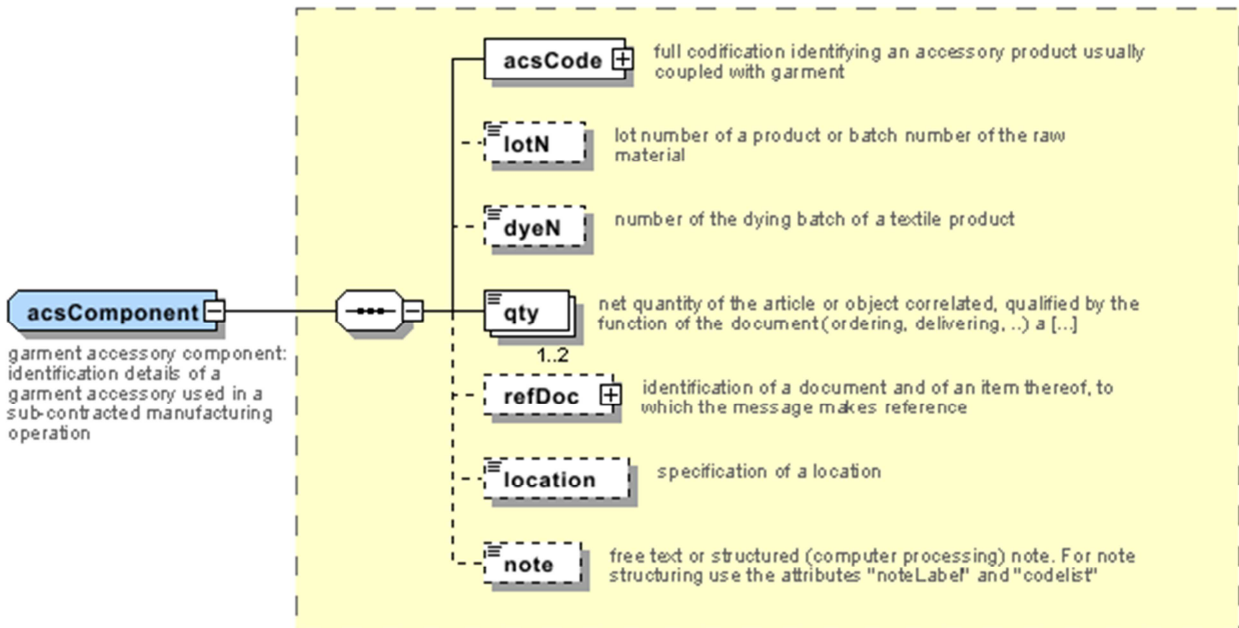 acsCode
full codification identifying an accessory product usually
coupled with garment
lotN
lot number of a product or batch number of the raw
material
dyeN
number of the dying batch of a textile product
acsComponent
garment accessory component:
identification details of a
garment accessory used in a
sub-contracted manufacturing
operation
qty
net quantity of the article or object correlated, qualified by the
function of the document (ordering, delivering, ..) a [...]
1..2
refDoc
identification of a document and of an item thereof, to
which the message makes reference
location
specification of a location
note
free text or structured (computer processing) note. For note
structuring use the attributes "noteLabel" and "codelist"